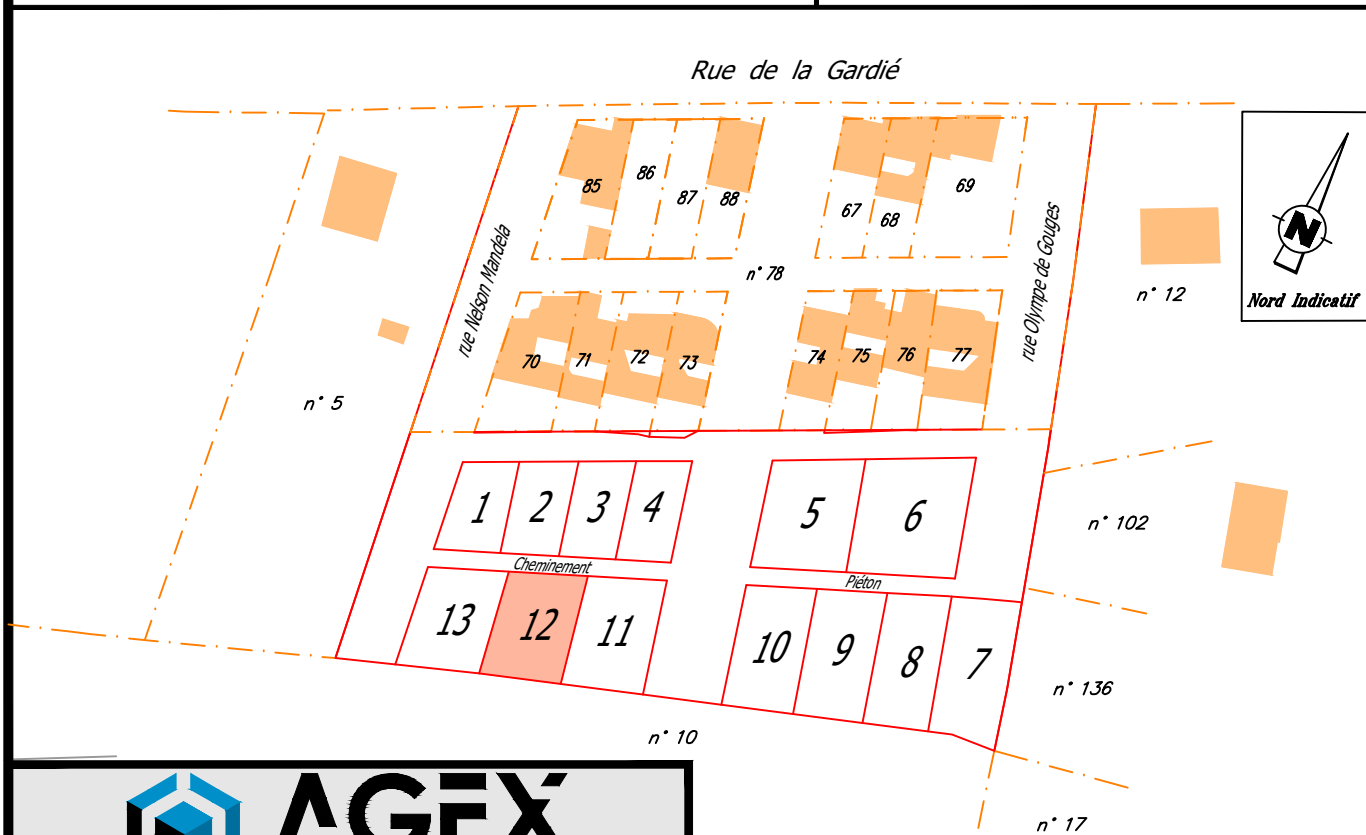 Rue de la Gardié
85
86
87
88
67
68
69
rue Nelson Mandela
n° 78
rue Olympe de Gouges
n° 12
N
Nord Indicatif
70
71
72
73
74
75
76
77
n° 5
1
2
3
4
5
6
n° 102
Cheminement
Piéton
13
12
11
10
9
8
7
n° 136
n° 10
n° 17
AGEX